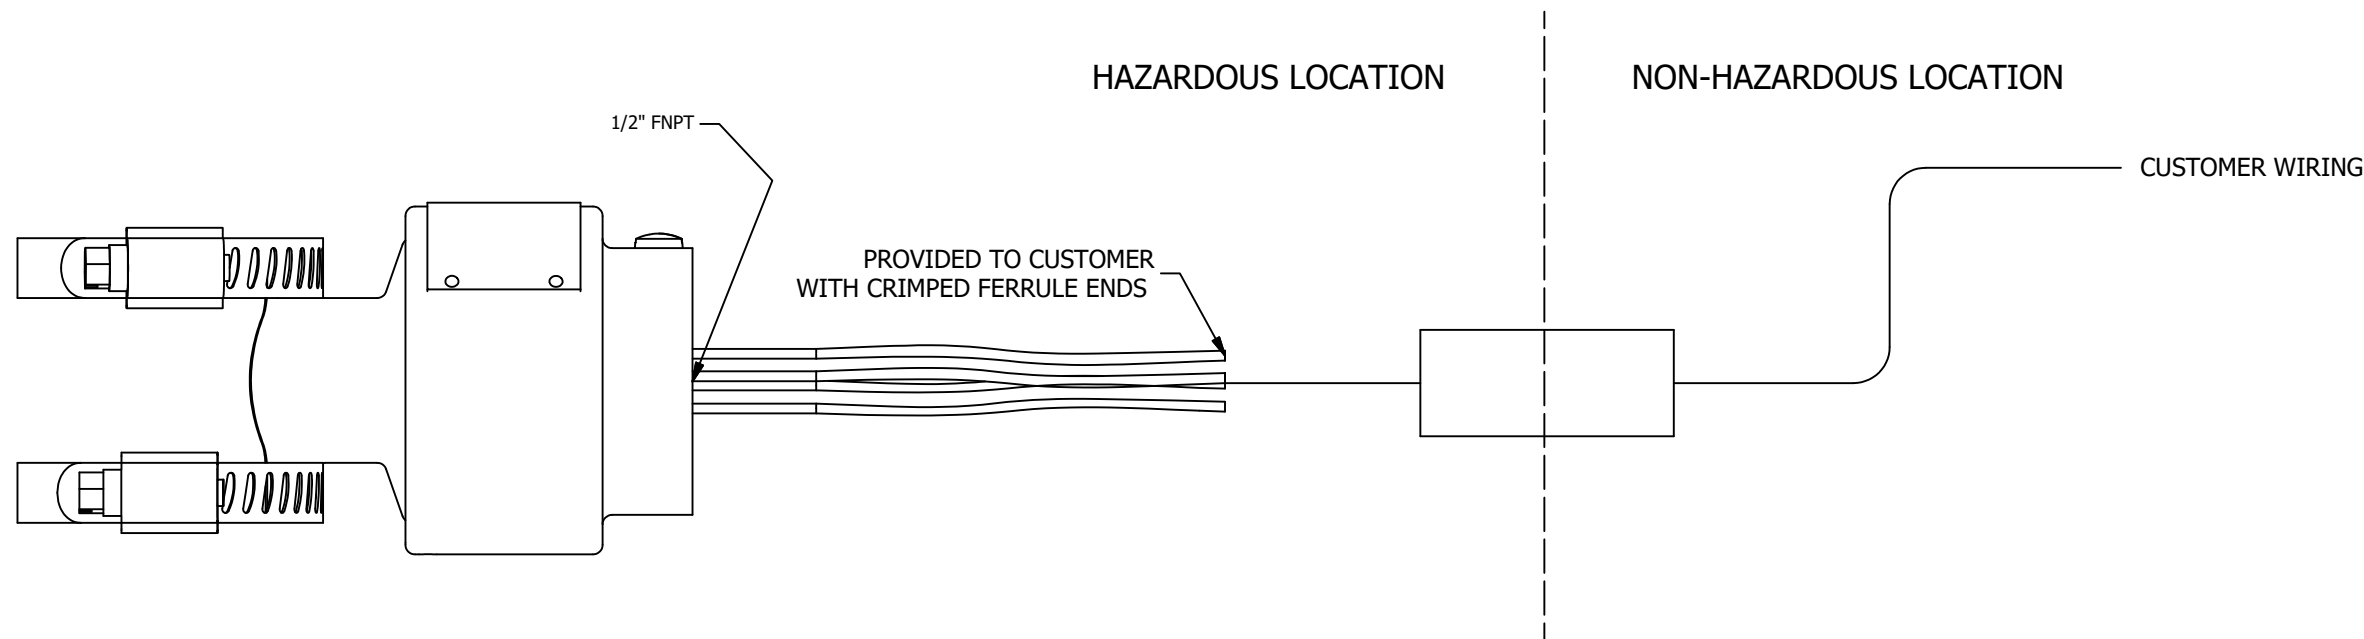 HAZARDOUS LOCATION
NON-HAZARDOUS LOCATION
1/2" FNPT
CUSTOMER WIRING
PROVIDED TO CUSTOMER
WITH CRIMPED FERRULE ENDS